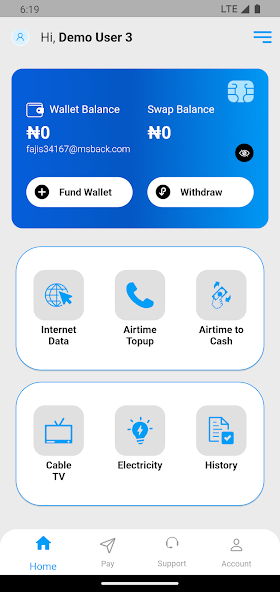 6:19 LTE
Hi, Demo User 3
Wallet Balance Swap Balance
₦0 ₦0
fajis34167@msback.com
Fund Wallet Withdraw
Internet Airtime Airtime to
Data Topup Cash
Cable Electricity History
TV
Home Pay Support Account